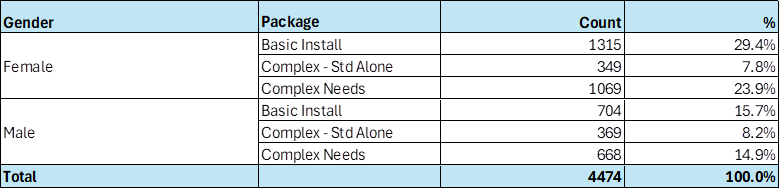 Gender Package Count %
Female
Basic Install 1315 29.4%
Complex - Std Alone 349 7.8%
Complex Needs 1069 23.9%
Male
Basic Install 704 15.7%
Complex - Std Alone 369 8.2%
Complex Needs 668 14.9%
Total 4474 100.0%